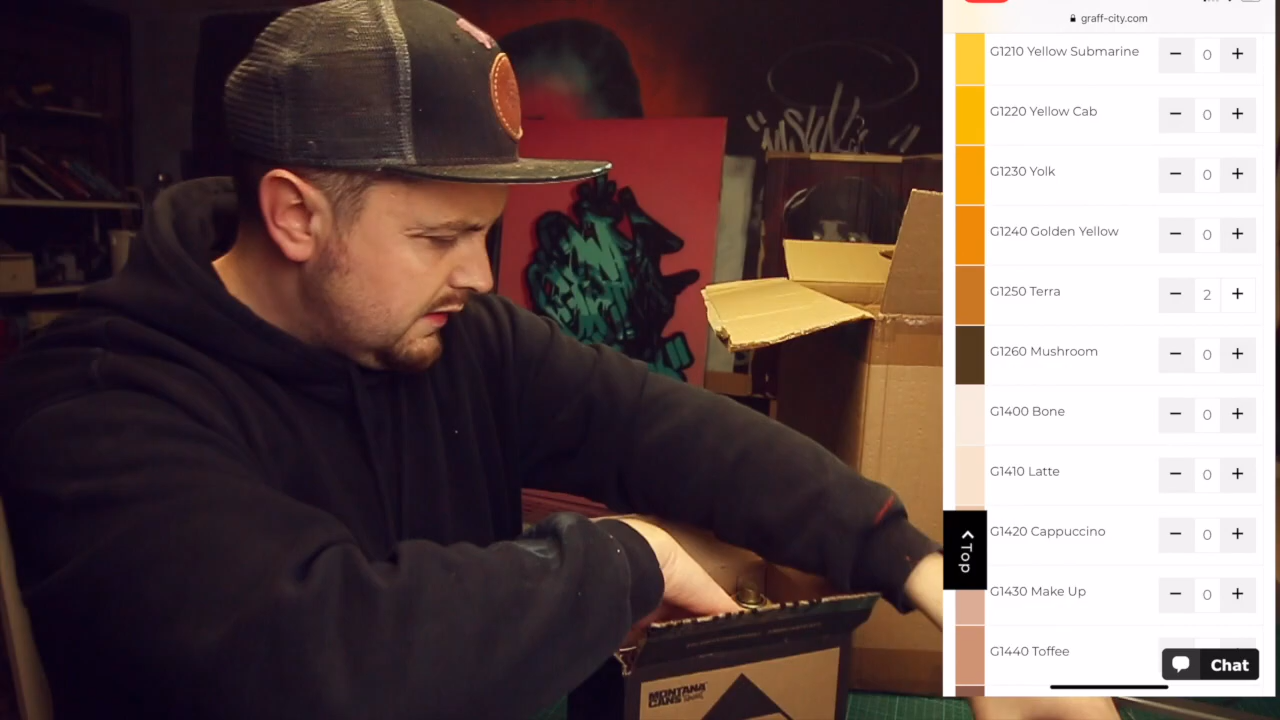 graff-city.com
G1210 Yellow Submarine
− 0 +
G1220 Yellow Cab
− 0 +
G1230 Yolk
− 0 +
G1240 Golden Yellow
− 0 +
G1250 Terra
− 2 +
G1260 Mushroom
− 0 +
G1400 Bone
− 0 +
G1410 Latte
− 0 +
G1420 Cappuccino
− 0 +
< Top
G1430 Make Up
− 0 +
G1440 Toffee
Chat
MONTANA
CANS